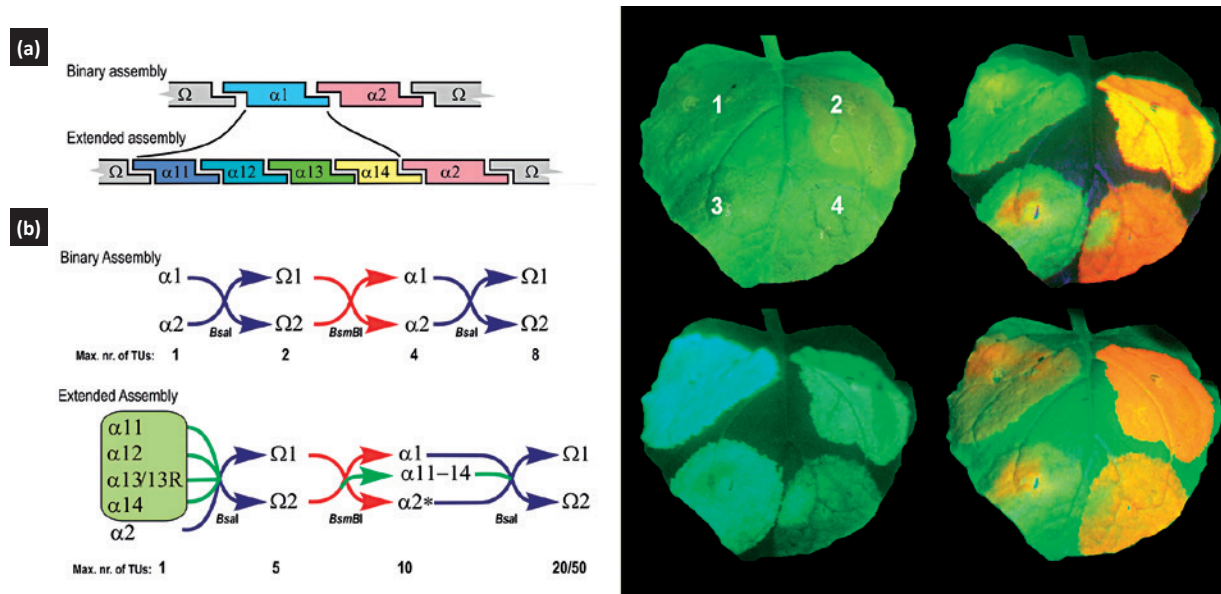 (a)
Binary assembly
Ω α1 α2 Ω
Extended assembly
Ω α11 α12 α13 α14 α2 Ω
(b)
Binary Assembly
α1 Ω1 α1 Ω1
α2 Ω2 α2 Ω2
BsaI BsmBI BsaI
Max. nr. of TUs: 1 2 4 8
Extended Assembly
α11
α12 Ω1 α1 Ω1
α13/13R α11–14
α14 Ω2 α2* Ω2
BsaI BsmBI BsaI
α2
Max. nr. of TUs: 1 5 10 20/50
1 2
3 4